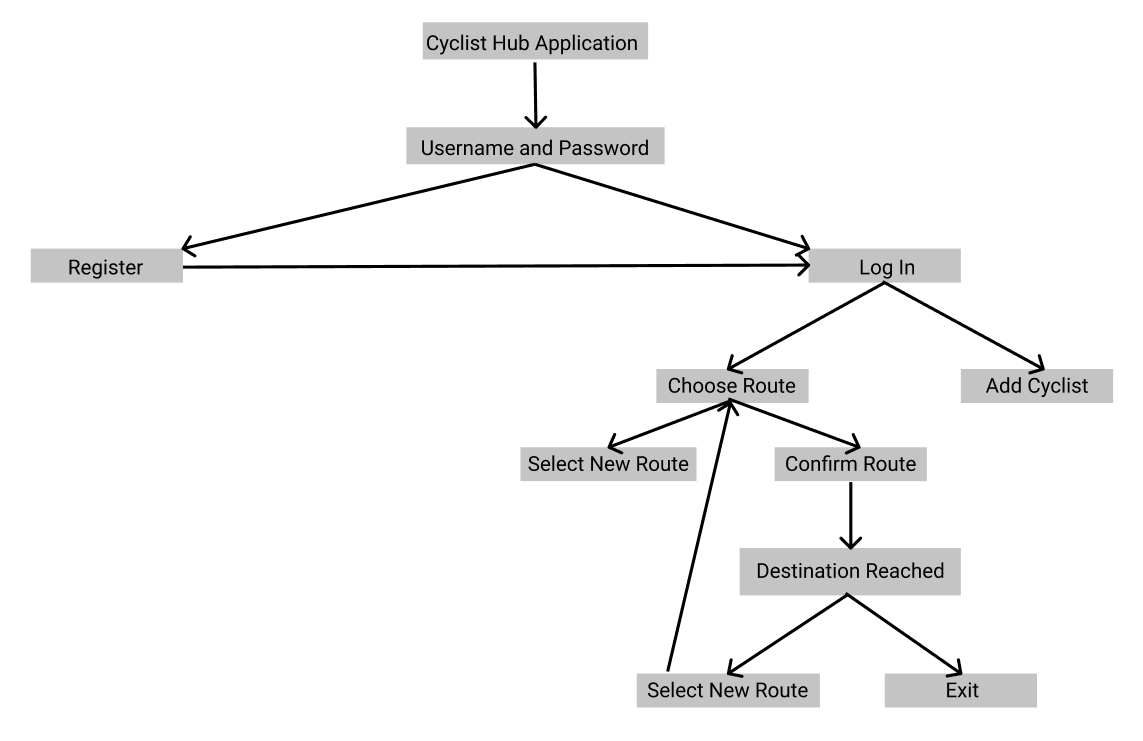 Cyclist Hub Application
Username and Password
Register
Log In
Choose Route
Add Cyclist
Select New Route
Confirm Route
Destination Reached
Select New Route
Exit